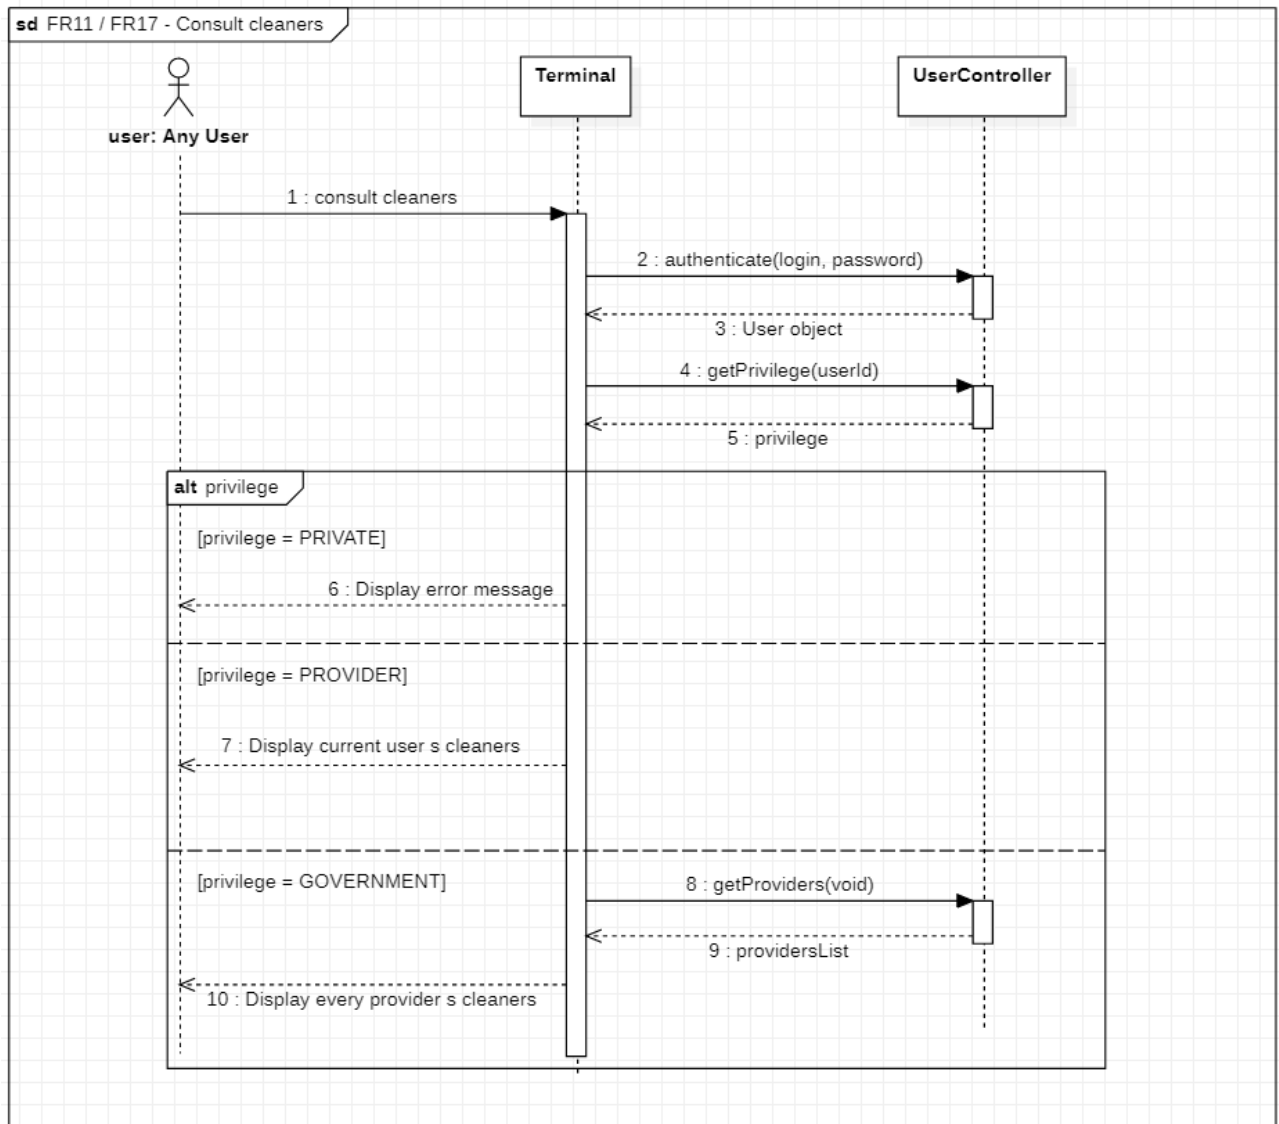 sd FR11 / FR17 - Consult cleaners
Terminal
UserController
user: Any User
1 : consult cleaners
2 : authenticate(login, password)
3 : User object
4 : getPrivilege(userId)
5 : privilege
alt privilege
[privilege = PRIVATE]
6 : Display error message
[privilege = PROVIDER]
7 : Display current user s cleaners
[privilege = GOVERNMENT]
8 : getProviders(void)
9 : providersList
10 : Display every provider s cleaners